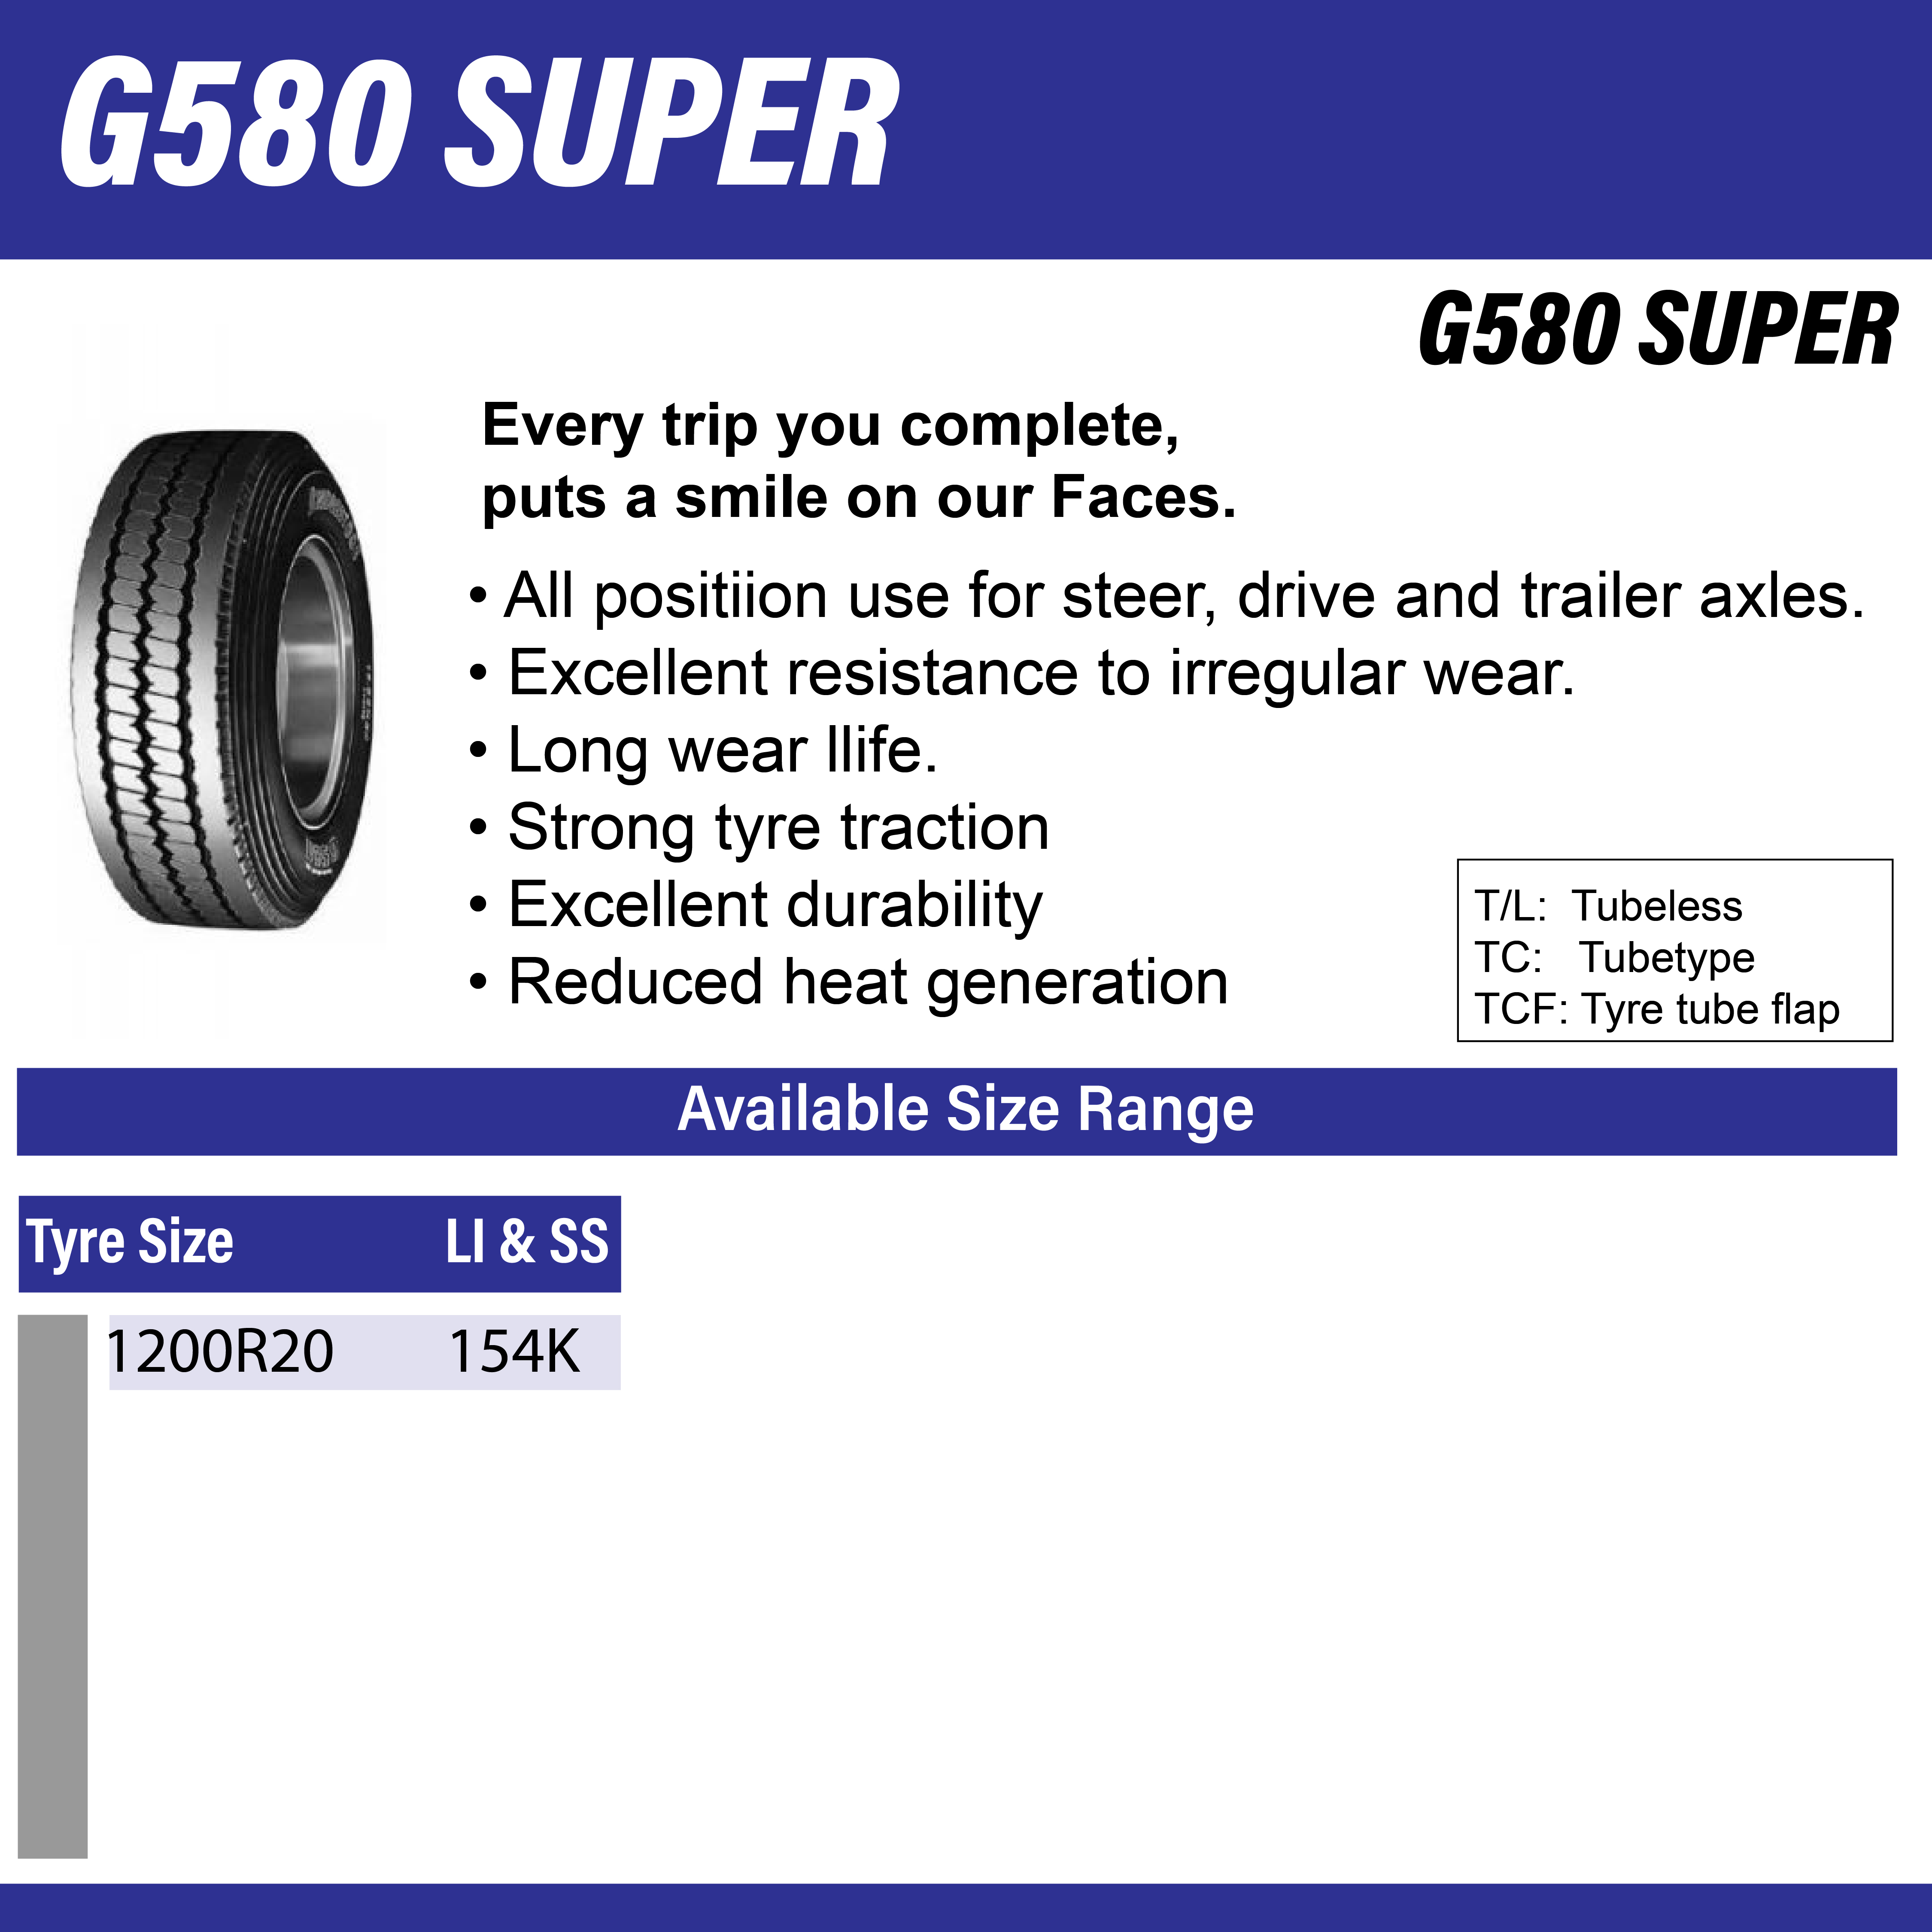 G580 SUPER
G580 SUPER
Every trip you complete,
puts a smile on our Faces.
• All positiion use for steer, drive and trailer axles.
• Excellent resistance to irregular wear.
• Long wear llife.
• Strong tyre traction
• Excellent durability
• Reduced heat generation
T/L: Tubeless
TC: Tubetype
TCF: Tyre tube flap
Available Size Range
Tyre Size LI & SS
1200R20 154K